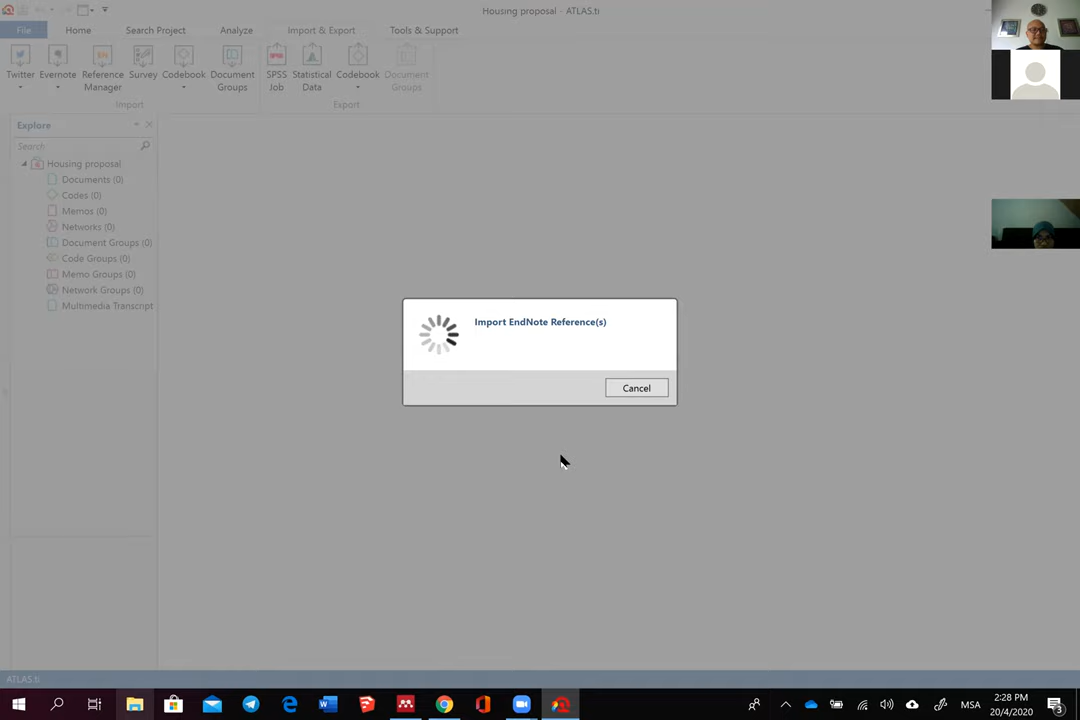 Housing proposal - ATLAS.ti
File
Home
Search Project
Analyze
Import & Export
Tools & Support
Twitter
Evernote
Reference Manager
Survey
Codebook
Document Groups
SPSS Job
Statistical Data
Codebook
Document Groups
Import
Export
Explore
Search
Housing proposal
Documents (0)
Codes (0)
Memos (0)
Networks (0)
Document Groups (0)
Code Groups (0)
Memo Groups (0)
Network Groups (0)
Multimedia Transcript
Import EndNote Reference(s)
Cancel
ATLAS.ti
MSA
2:28 PM
20/4/2020
3